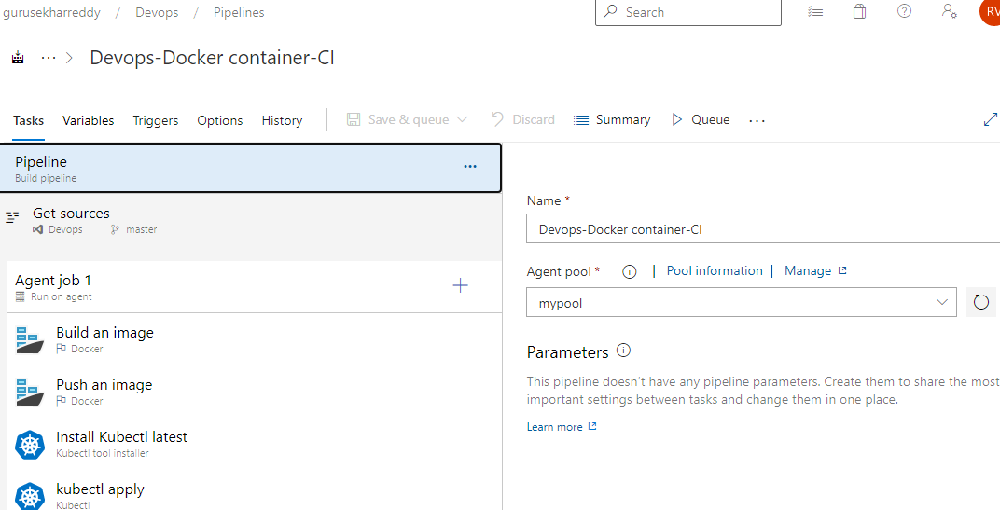 gurusekharreddy / Devops / Pipelines
Search
RV
··· > Devops-Docker container-CI
Tasks Variables Triggers Options History
Save & queue Discard Summary Queue ...
Pipeline
Build pipeline
Get sources
Devops master
Agent job 1
Run on agent
Build an image
Docker
Push an image
Docker
Install Kubectl latest
Kubectl tool installer
kubectl apply
Kubectl
Name *
Devops-Docker container-CI
Agent pool * | Pool information | Manage
mypool
Parameters
This pipeline doesn't have any pipeline parameters. Create them to share the most
important settings between tasks and change them in one place.
Learn more